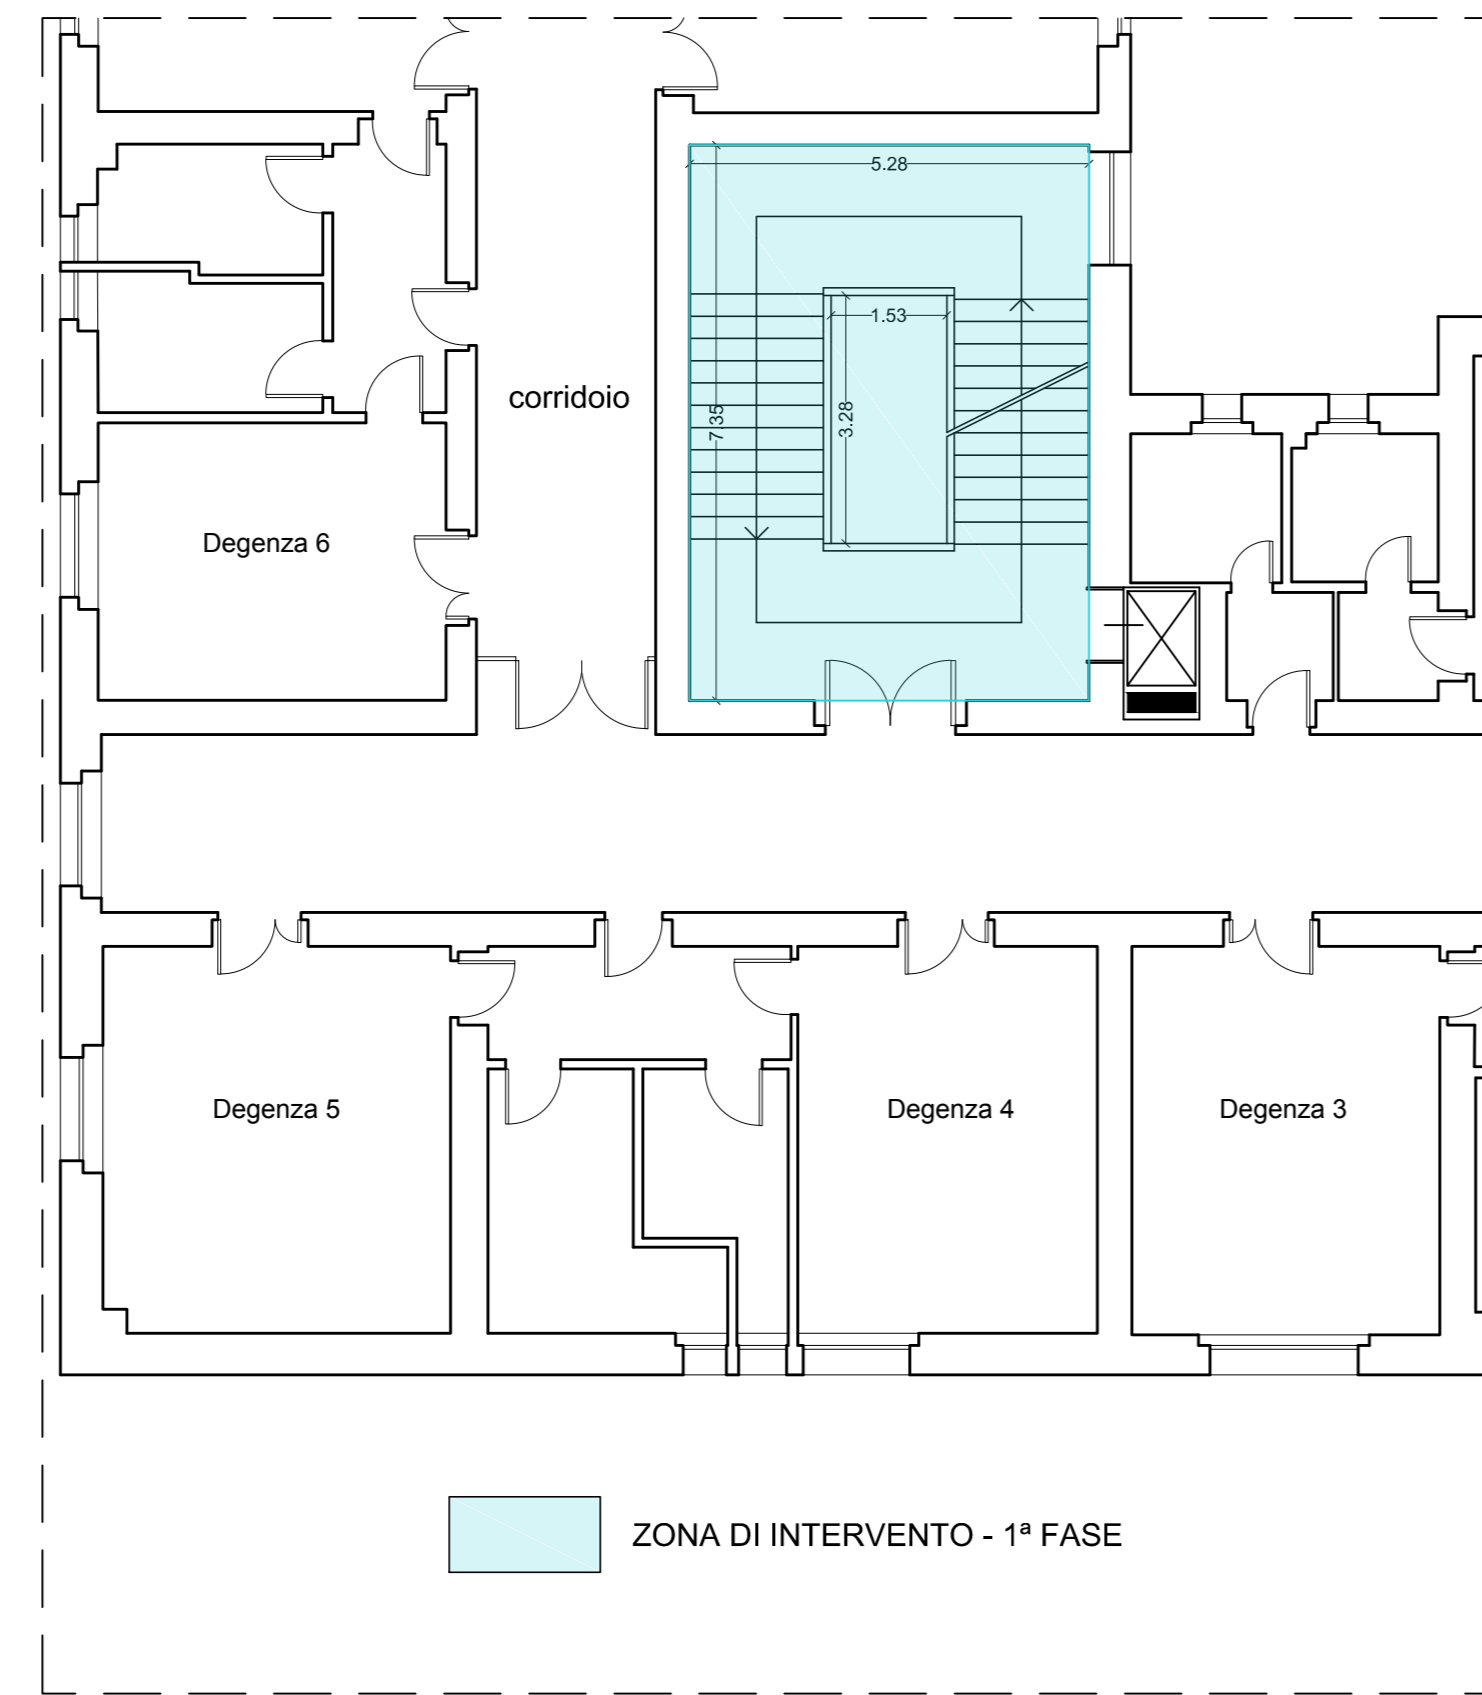 5.28
1.53
corridoio
7.35
3.28
Degenza 6
Degenza 5
Degenza 4
Degenza 3
ZONA DI INTERVENTO - 1ª FASE